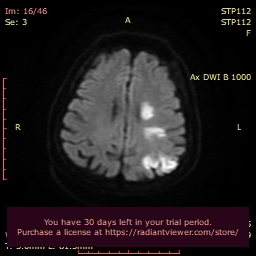 Im: 16/46
Se: 3
A
STP112
STP112
F
Ax DWI B 1000
R
L
You have 30 days left in your trial period.
Purchase a license at https://radiantviewer.com/store/